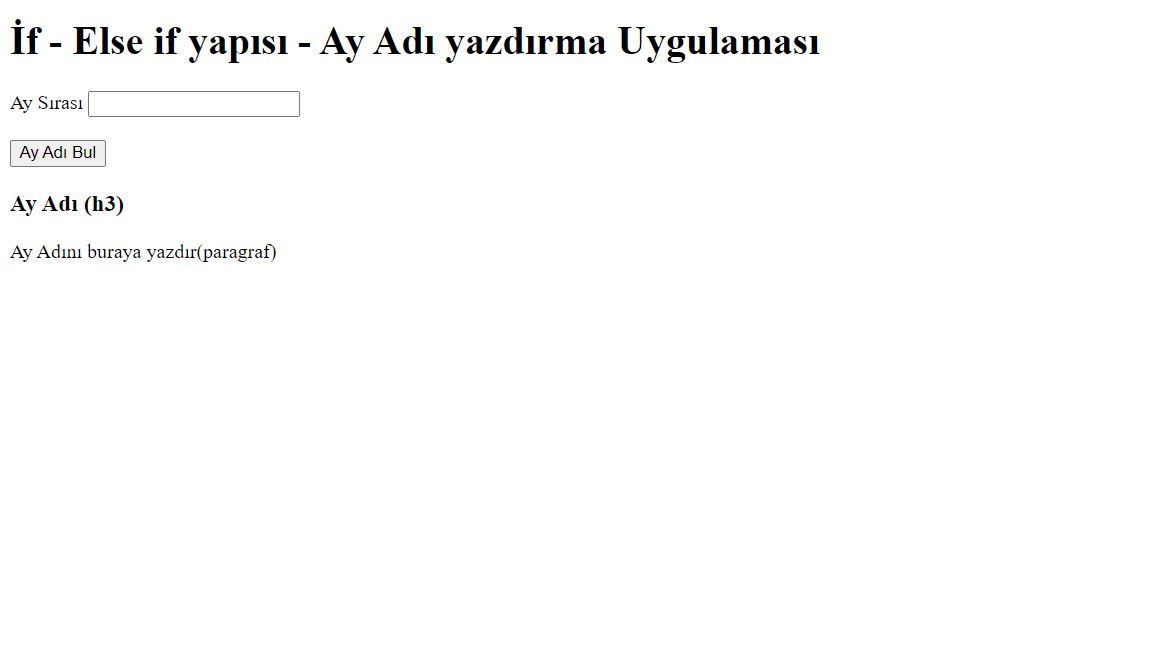 İf - Else if yapısı - Ay Adı yazdırma Uygulaması
Ay Sırası
Ay Adı Bul
Ay Adı (h3)
Ay Adını buraya yazdır(paragraf)